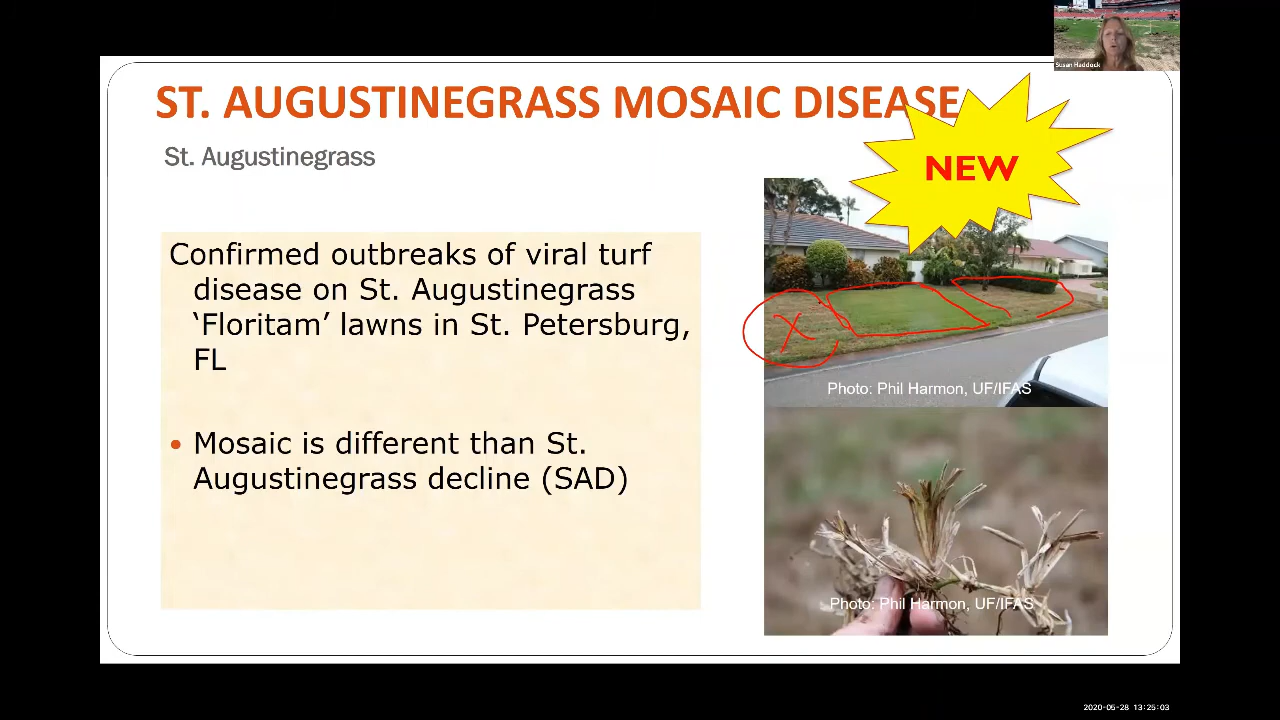 Susan Haddock
ST. AUGUSTINEGRASS MOSAIC DISEASE
St. Augustinegrass
NEW
Confirmed outbreaks of viral turf
disease on St. Augustinegrass
‘Floritam’ lawns in St. Petersburg,
FL
• Mosaic is different than St.
Augustinegrass decline (SAD)
X
Photo: Phil Harmon, UF/IFAS
Photo: Phil Harmon, UF/IFAS
2020-05-28 13:25:03